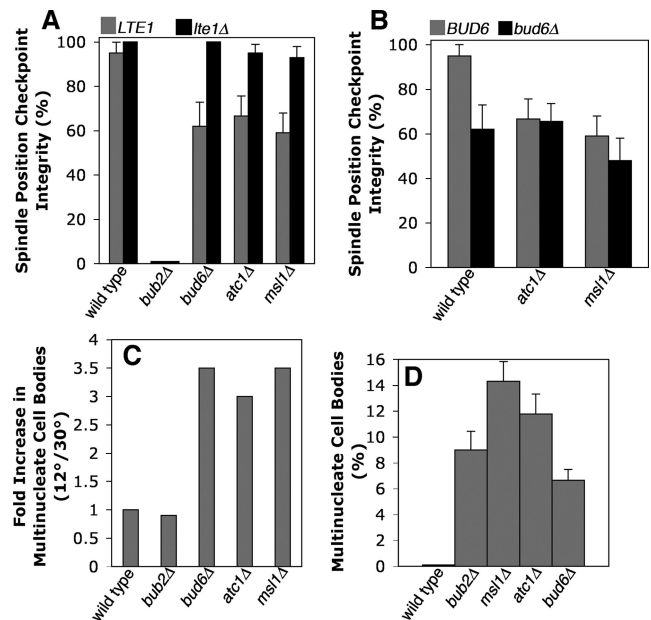 A
LTE1 lte1Δ
Spindle Position Checkpoint
Integrity (%)
100
80
60
40
20
0
wild type
bub2Δ
bud6Δ
atc1Δ
msl1Δ
B
BUD6 bud6Δ
Spindle Position Checkpoint
Integrity (%)
100
80
60
40
20
0
wild type
atc1Δ
msl1Δ
C
Fold Increase in
Multinucleate Cell Bodies
(12°/30°)
4
3.5
3
2.5
2
1.5
1
0.5
0
wild type
bub2Δ
bud6Δ
atc1Δ
msl1Δ
D
Multinucleate Cell Bodies
(%)
16
14
12
10
8
6
4
2
0
wild type
bub2Δ
msl1Δ
atc1Δ
bud6Δ